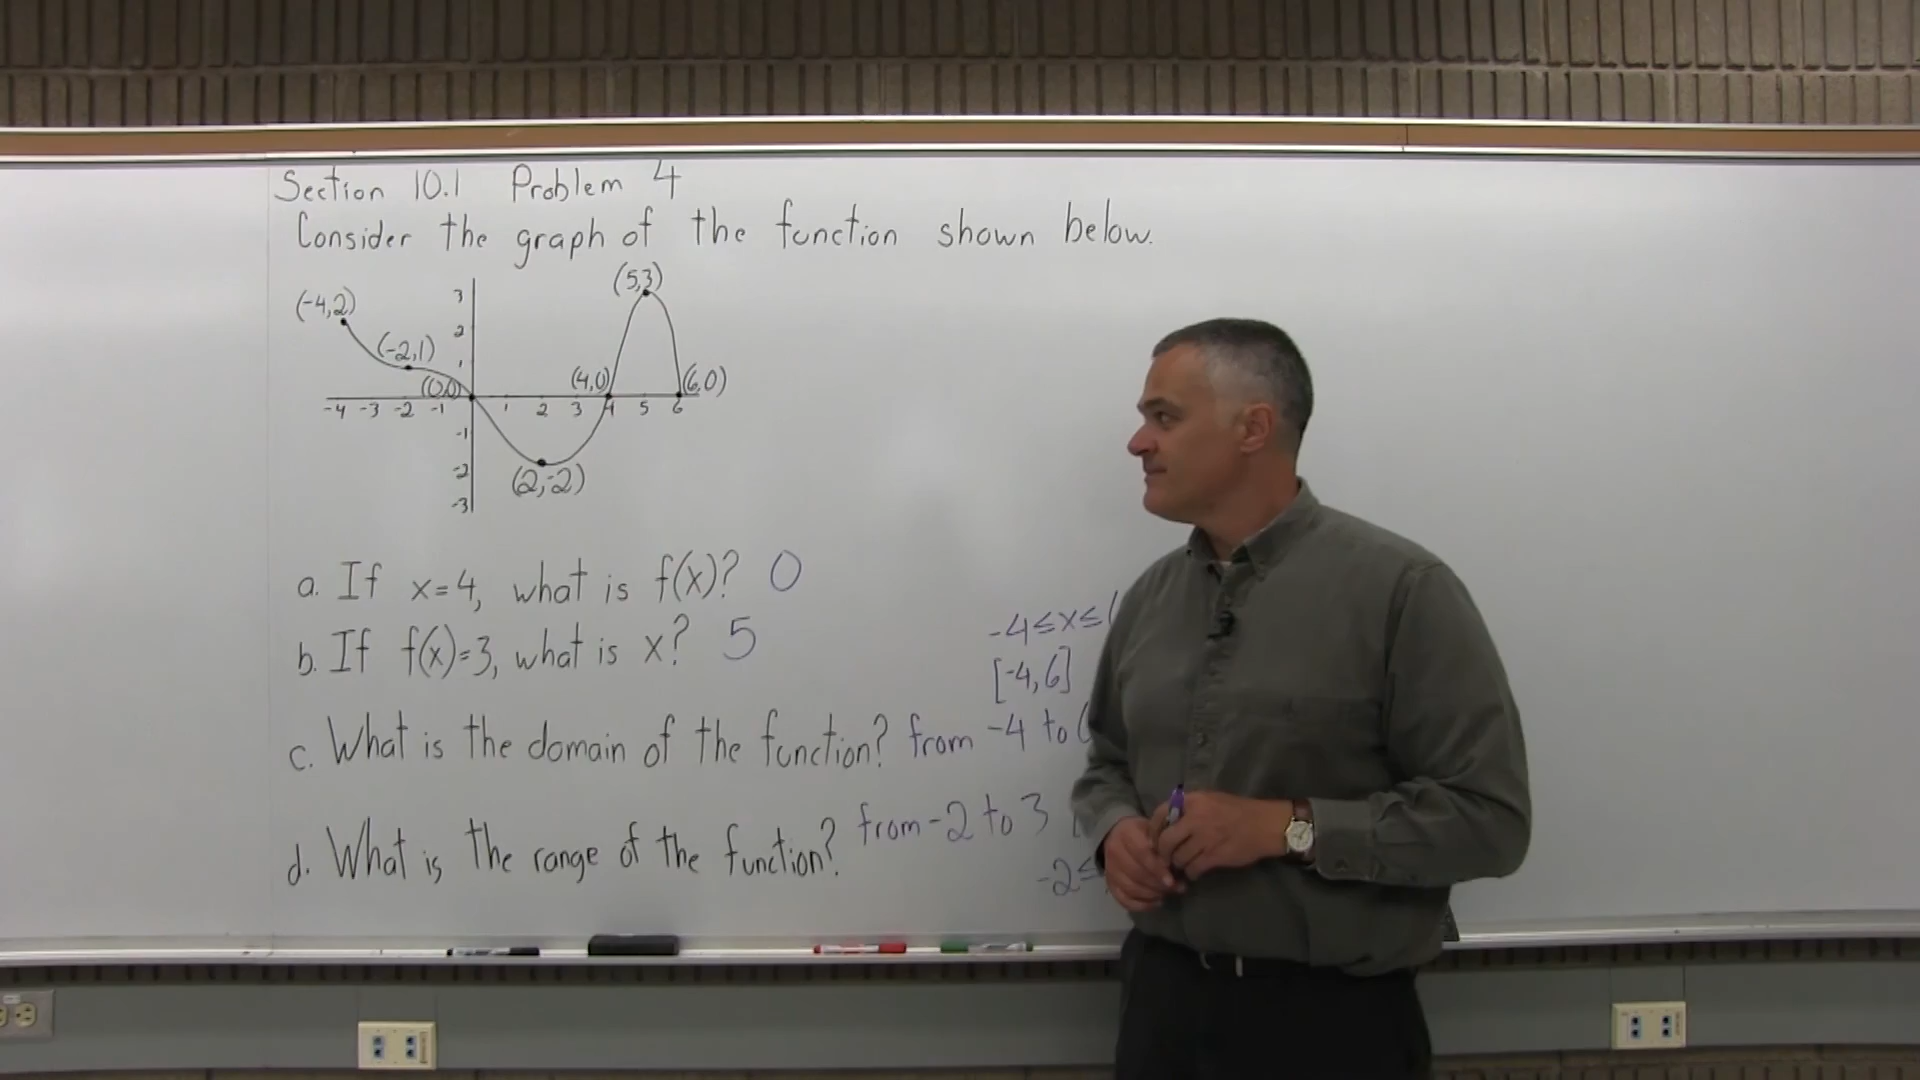 Section 10.1 Problem 4
Consider the graph of the function shown below.
(5,3)
(-4,2)
(-2,1)
(0,0)
(4,0)
(6,0)
(2,-2)
3
2
1
-4 -3 -2 -1 1 2 3 4 5 6
-1
-2
-3
a. If x=4, what is f(x)? 0
b. If f(x)=3, what is x? 5
-4≤x≤
[-4,6]
c. What is the domain of the function? from -4 to
d. What is the range of the function? from -2 to 3
-2≤